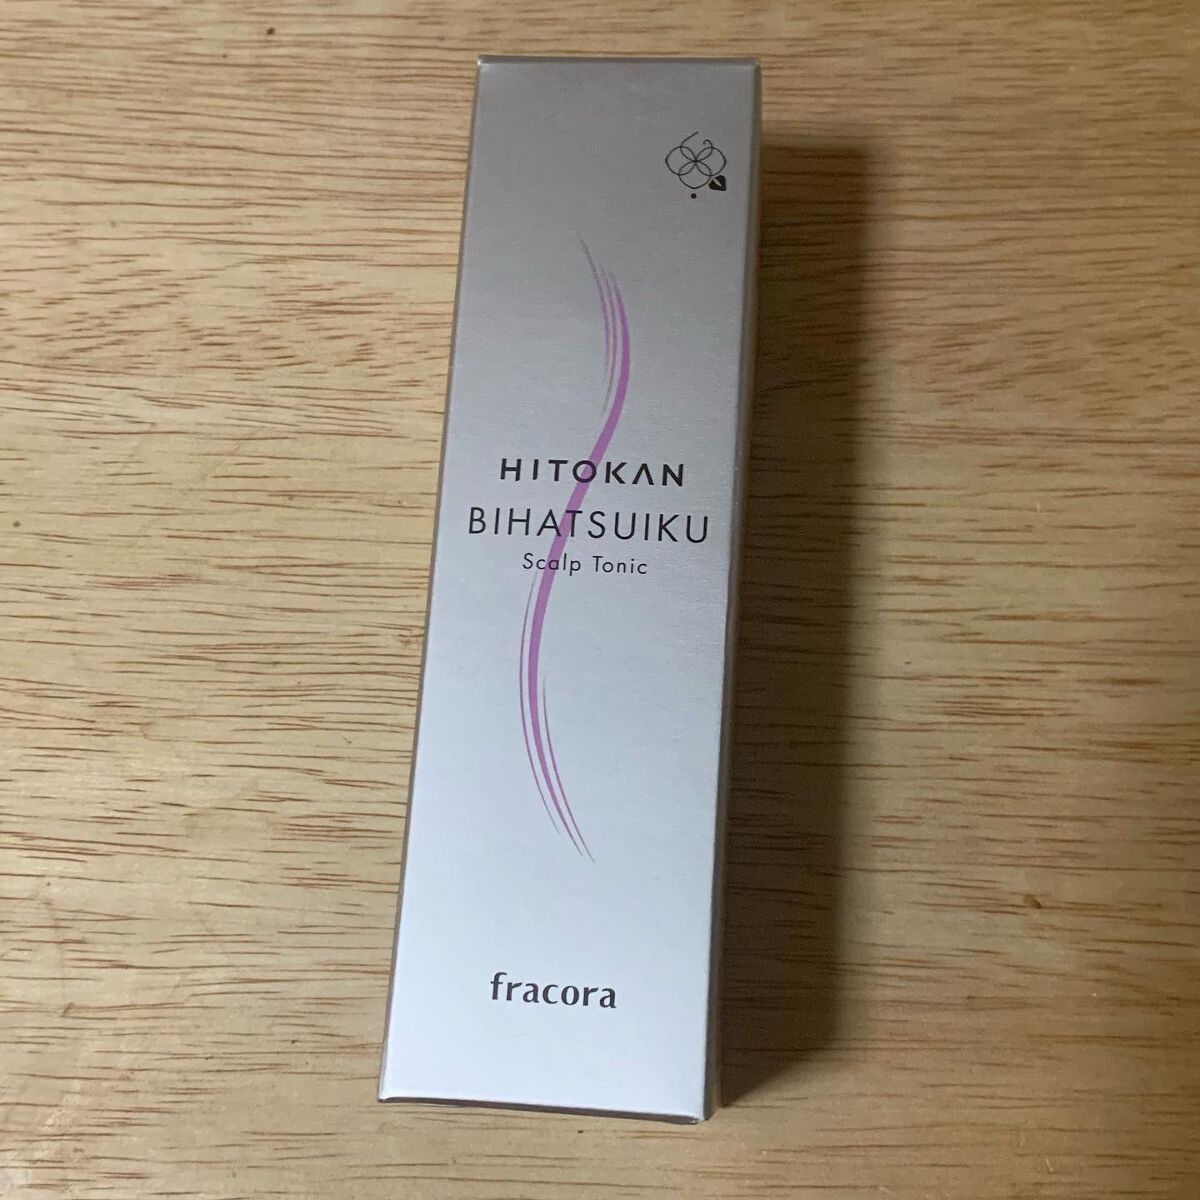 HITOKAN
BIHATSUIKU
Scalp Tonic
fracora